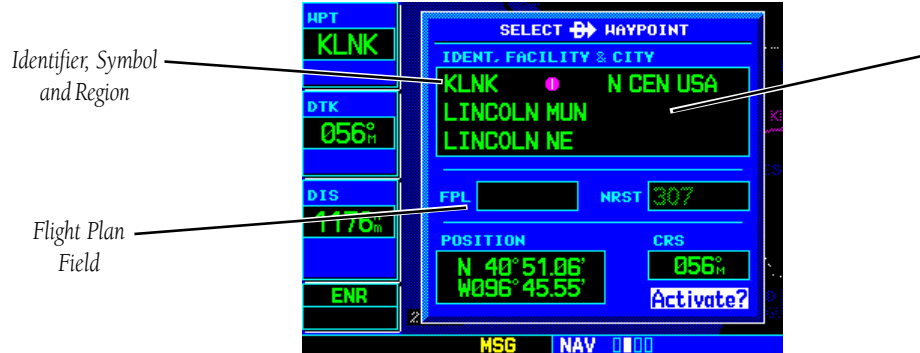 Identifier, Symbol
and Region
Flight Plan
Field
WPT
KLNK
DTK
056°M
DIS
1176nm
ENR
SELECT D WAYPOINT
IDENT, FACILITY & CITY
KLNK N CEN USA
LINCOLN MUN
LINCOLN NE
FPL NRST 307
POSITION CRS
N 40°51.06' 056°M
W096°45.55'
Activate?
2
MSG NAV